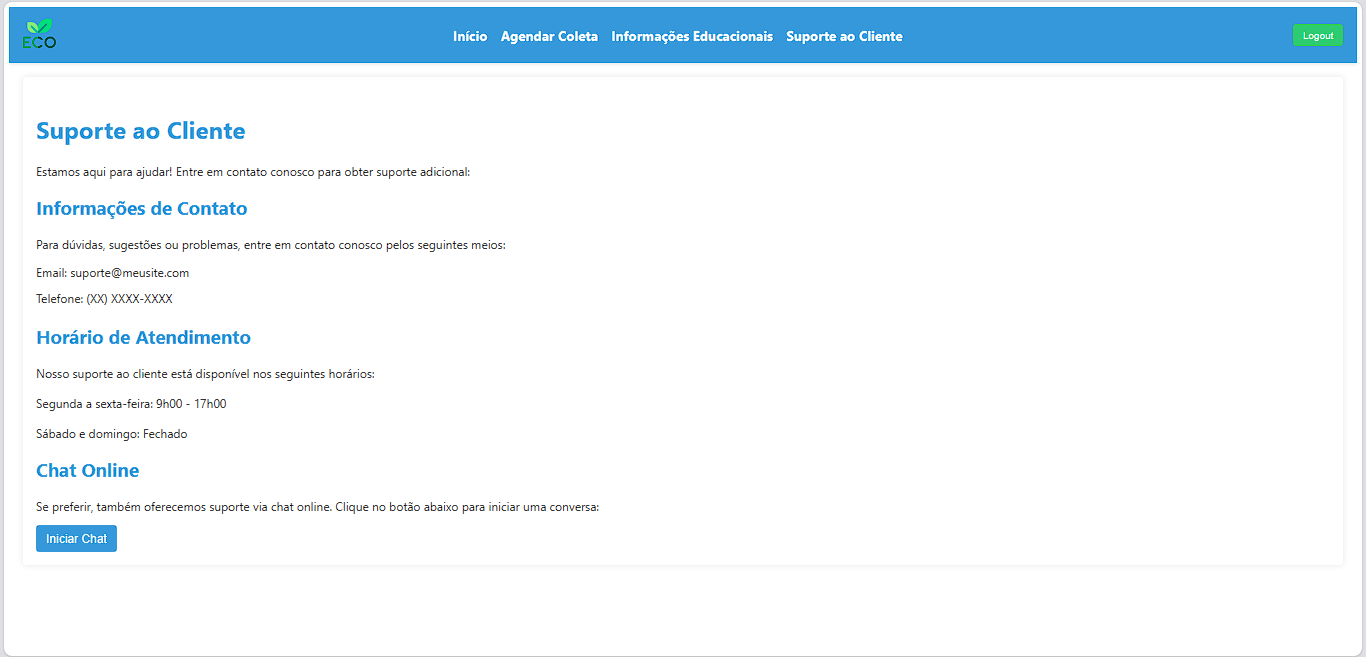 ECO
Início Agendar Coleta Informações Educacionais Suporte ao Cliente
Logout
Suporte ao Cliente
Estamos aqui para ajudar! Entre em contato conosco para obter suporte adicional:
Informações de Contato
Para dúvidas, sugestões ou problemas, entre em contato conosco pelos seguintes meios:
Email: suporte@meusite.com
Telefone: (XX) XXXX-XXXX
Horário de Atendimento
Nosso suporte ao cliente está disponível nos seguintes horários:
Segunda a sexta-feira: 9h00 - 17h00
Sábado e domingo: Fechado
Chat Online
Se preferir, também oferecemos suporte via chat online. Clique no botão abaixo para iniciar uma conversa:
Iniciar Chat